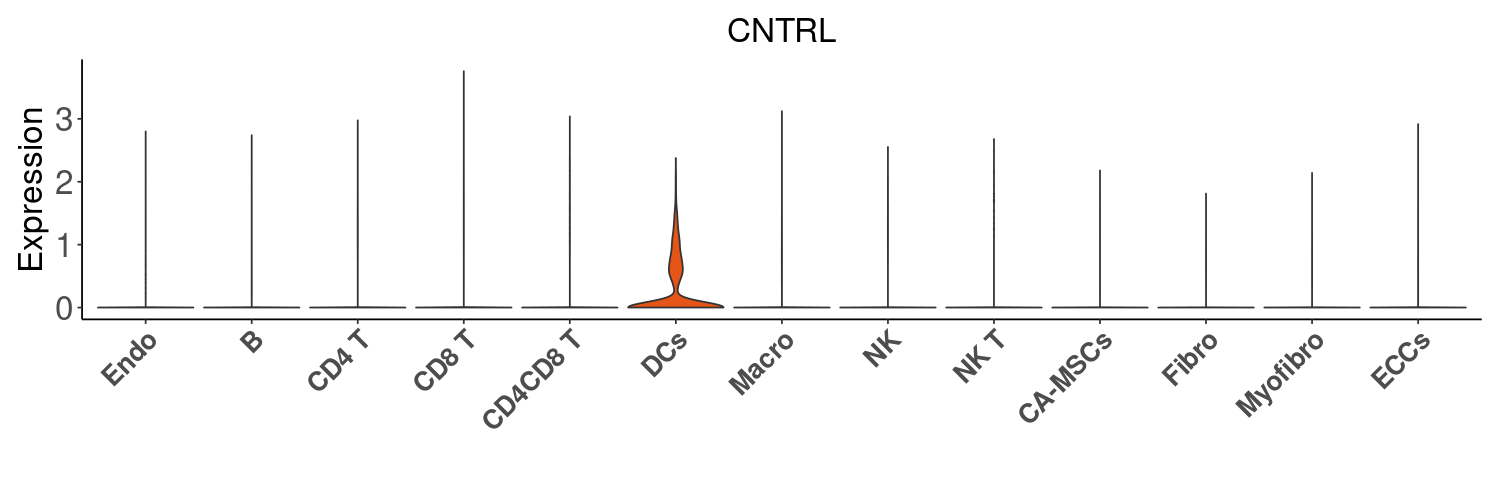 CNTRL
Expression
3
2
1
0
Endo
B
CD4 T
CD8 T
CD4CD8 T
DCs
Macro
NK
NK T
CA-MSCs
Fibro
Myofibro
ECCs